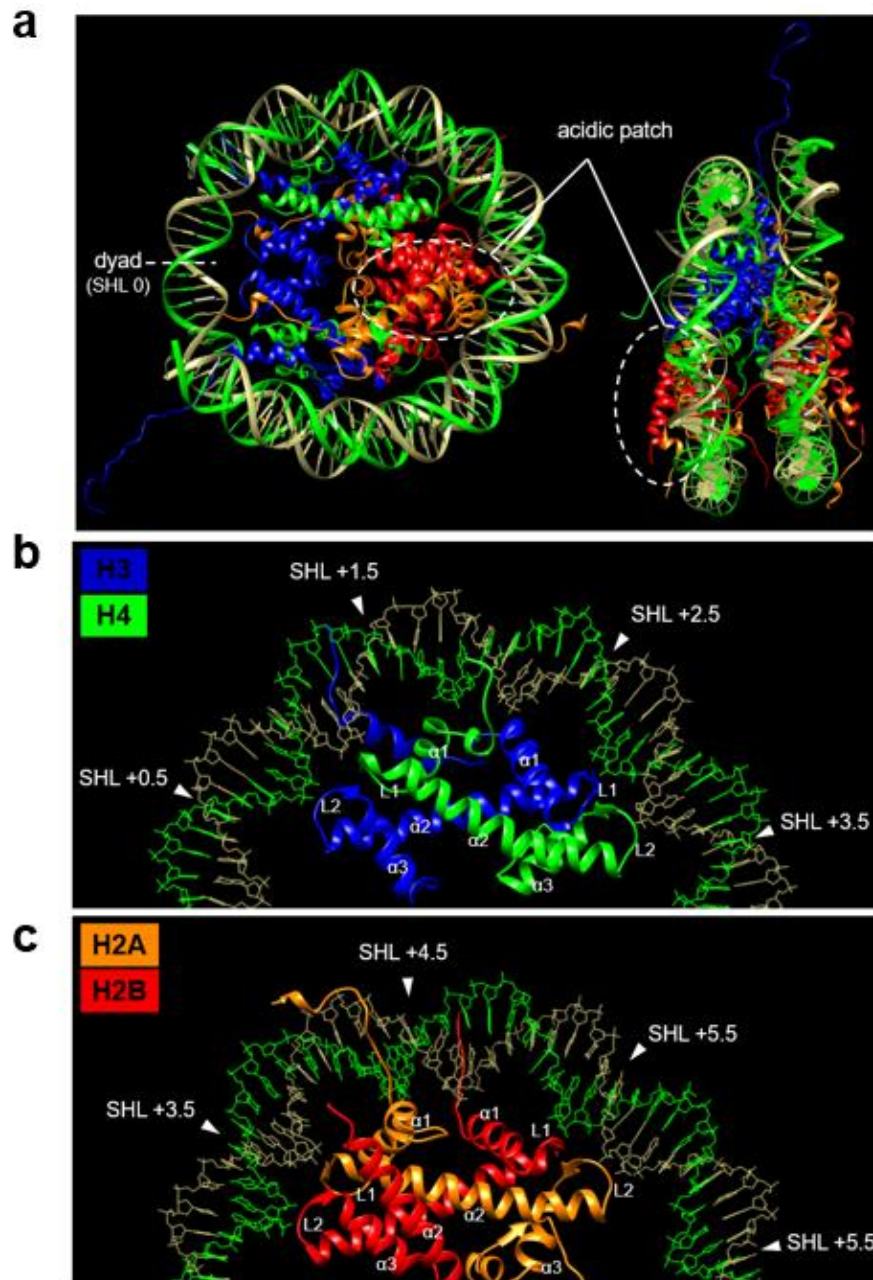 a
acidic patch
dyad
(SHL 0)
b
H3
H4
SHL +1.5
SHL +2.5
SHL +0.5
SHL +3.5
α1
α1
L1
L1
L2
α2
α2
L2
α3
α3
c
H2A
H2B
SHL +4.5
SHL +5.5
SHL +3.5
α1
α1
L1
L1
L2
L2
α2
α2
α3
α3
SHL +5.5